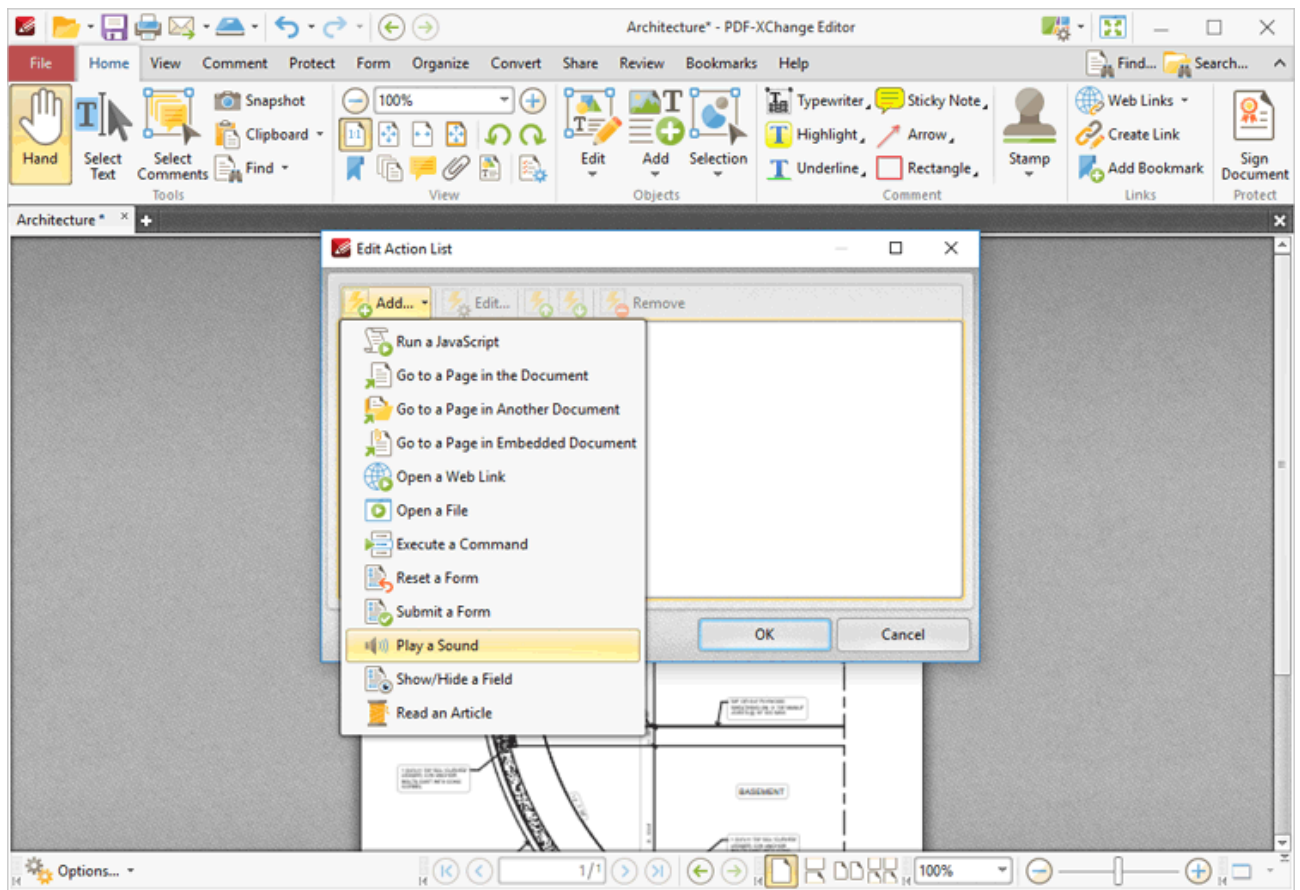 Architecture* - PDF-XChange Editor
File Home View Comment Protect Form Organize Convert Share Review Bookmarks Help Find... Search...
Hand
Select Text
Select Comments
Snapshot
Clipboard
Find
Tools
100%
1:1
View
Edit
Add
Selection
Objects
Typewriter
Sticky Note
Highlight
Arrow
Underline
Rectangle
Stamp
Comment
Web Links
Create Link
Add Bookmark
Links
Sign Document
Protect
Architecture *
Edit Action List
Add... Edit... Remove
Run a JavaScript
Go to a Page in the Document
Go to a Page in Another Document
Go to a Page in Embedded Document
Open a Web Link
Open a File
Execute a Command
Reset a Form
Submit a Form
Play a Sound
Show/Hide a Field
Read an Article
OK Cancel
BASEMENT
Options... 1/1 100%